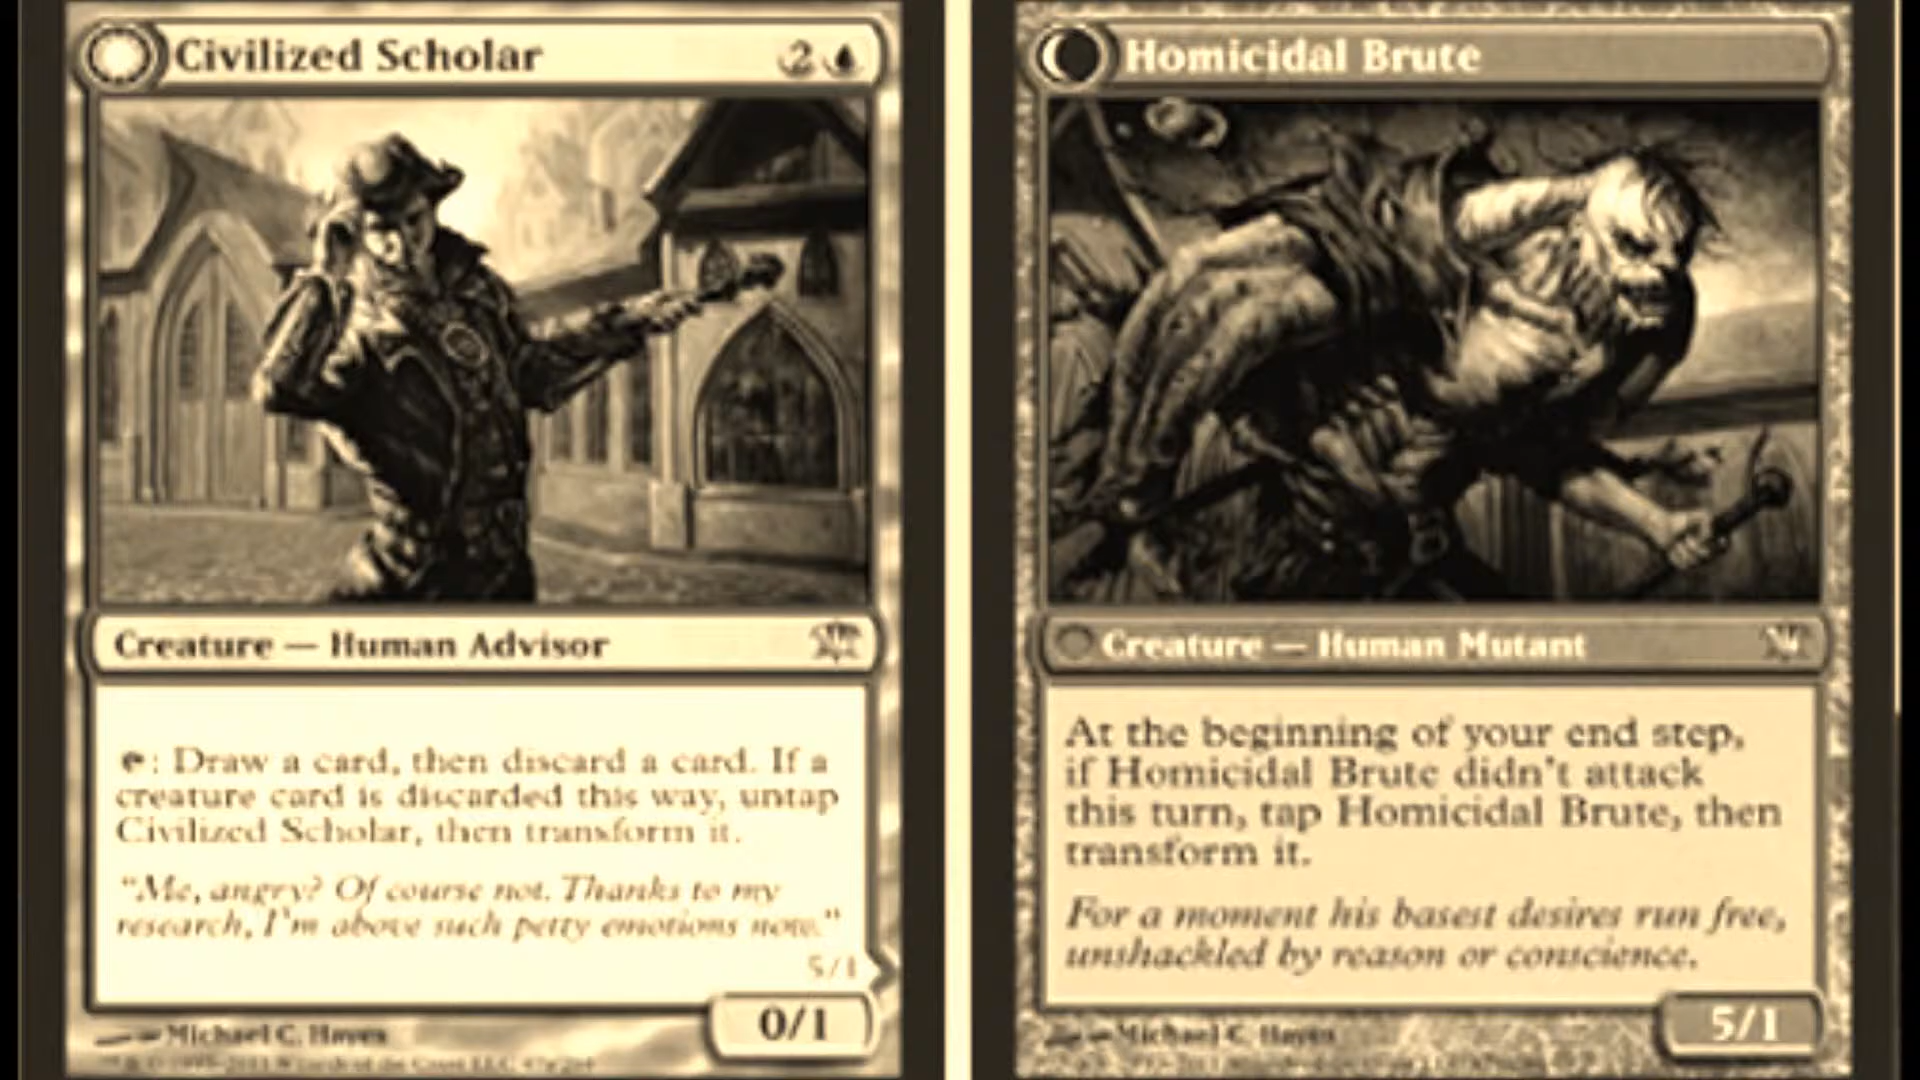 Civilized Scholar 2
Creature — Human Advisor
: Draw a card, then discard a card. If a
creature card is discarded this way, untap
Civilized Scholar, then transform it.
"Me, angry? Of course not. Thanks to my
research, I'm above such petty emotions now."
5/1
0/1
Michael C. Hayes
Homicidal Brute
Creature — Human Mutant
At the beginning of your end step,
if Homicidal Brute didn't attack
this turn, tap Homicidal Brute, then
transform it.
For a moment his basest desires run free,
unshackled by reason or conscience.
5/1
Michael C. Hayes